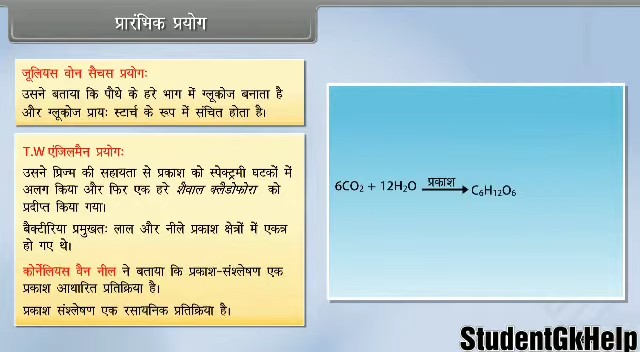 प्रारंभिक प्रयोग
जूलियस वोन सैचस प्रयोगः
उसने बताया कि पौधे के हरे भाग में ग्लूकोज बनाता है
और ग्लूकोज प्रायः स्टार्च के रूप में संचित होता है।
T.W एंजिलमैन प्रयोगः
उसने प्रिज्म की सहायता से प्रकाश को स्पेक्ट्रमी घटकों में
अलग किया और फिर एक हरे शैवाल क्लैडोफोरा को
प्रदीप्त किया गया।
बैक्टीरिया प्रमुखतः लाल और नीले प्रकाश क्षेत्रों में एकत्र
हो गए थे।
कोर्नेलियस वैन नील ने बताया कि प्रकाश-संश्लेषण एक
प्रकाश आधारित प्रतिक्रिया है।
प्रकाश संश्लेषण एक रसायनिक प्रतिक्रिया है।
प्रकाश
6CO₂ + 12H₂O → C₆H₁₂O₆
StudentGkHelp